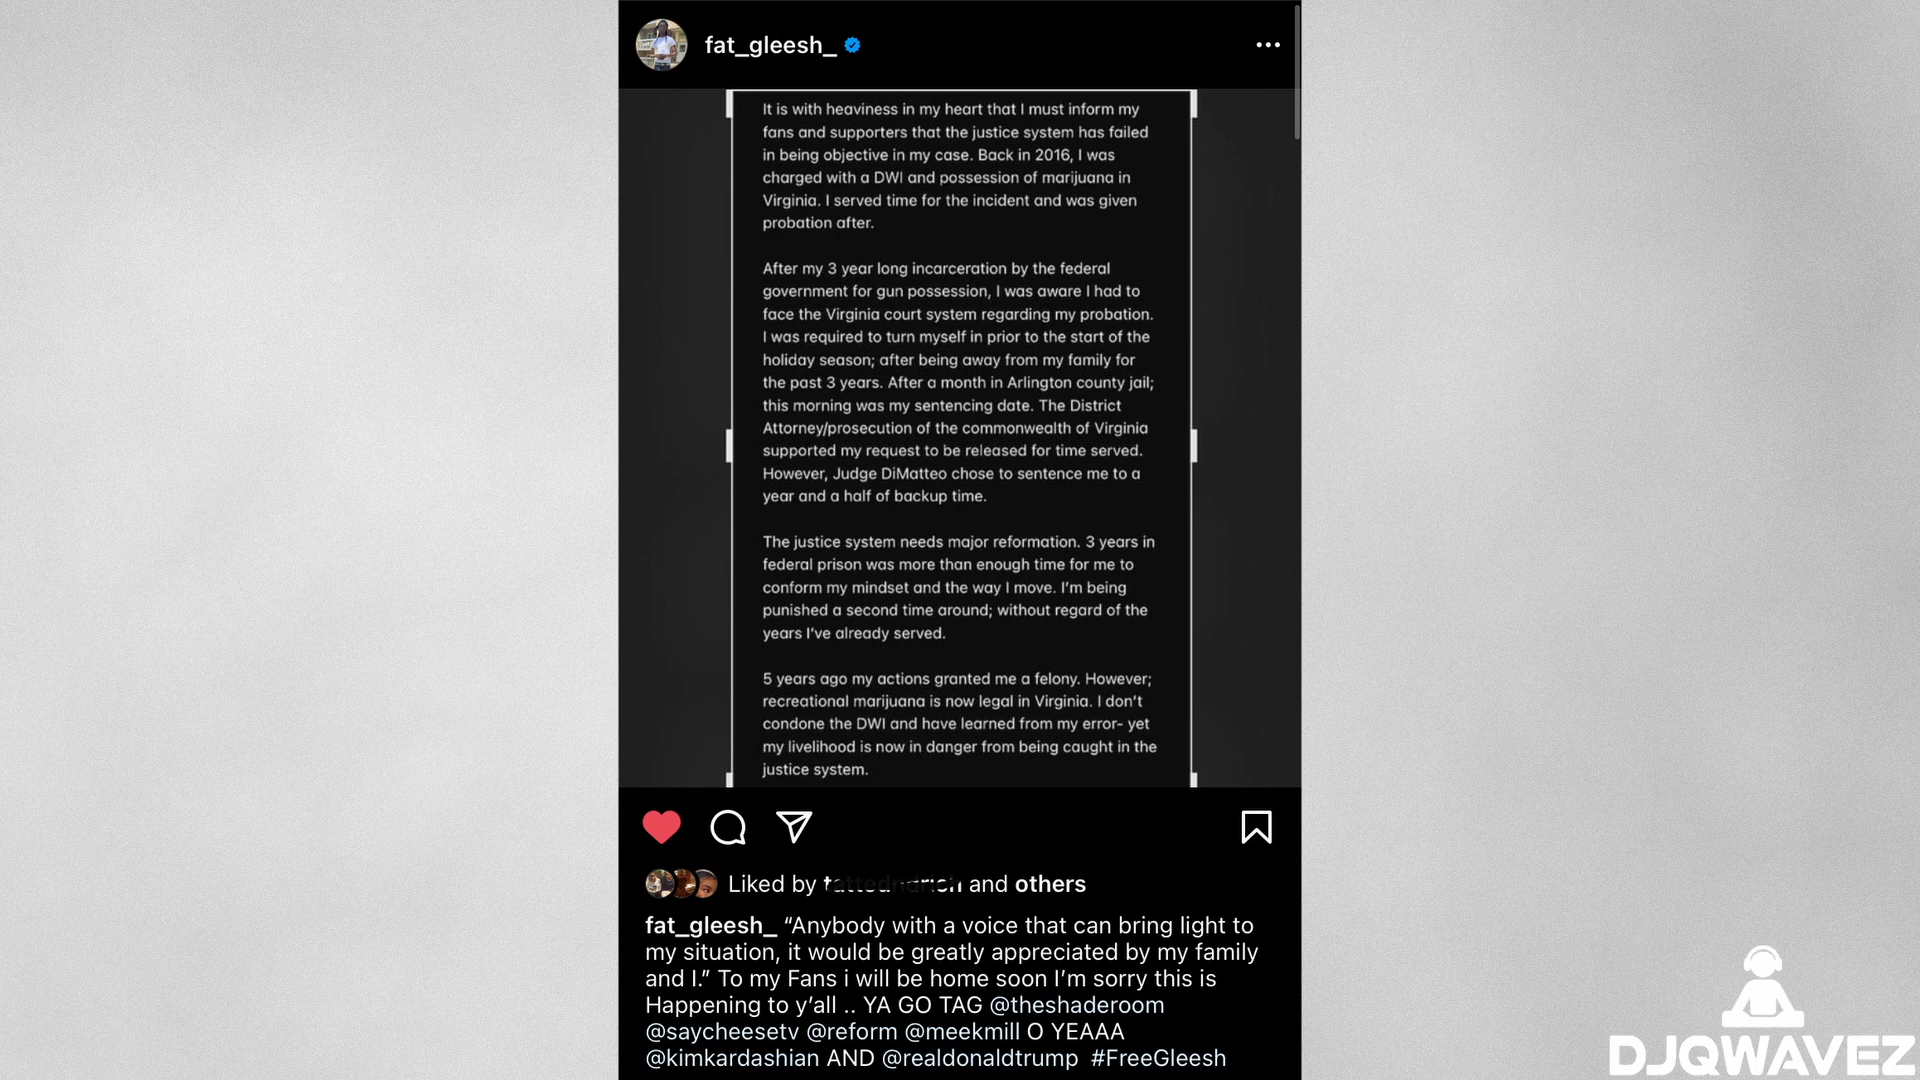 fat_gleesh_
It is with heaviness in my heart that I must inform my
fans and supporters that the justice system has failed
in being objective in my case. Back in 2016, I was
charged with a DWI and possession of marijuana in
Virginia. I served time for the incident and was given
probation after.
After my 3 year long incarceration by the federal
government for gun possession, I was aware I had to
face the Virginia court system regarding my probation.
I was required to turn myself in prior to the start of the
holiday season; after being away from my family for
the past 3 years. After a month in Arlington county jail;
this morning was my sentencing date. The District
Attorney/prosecution of the commonwealth of Virginia
supported my request to be released for time served.
However, Judge DiMatteo chose to sentence me to a
year and a half of backup time.
The justice system needs major reformation. 3 years in
federal prison was more than enough time for me to
conform my mindset and the way I move. I'm being
punished a second time around; without regard of the
years I've already served.
5 years ago my actions granted me a felony. However;
recreational marijuana is now legal in Virginia. I don't
condone the DWI and have learned from my error- yet
my livelihood is now in danger from being caught in the
justice system.
Liked by and others
fat_gleesh_ “Anybody with a voice that can bring light to
my situation, it would be greatly appreciated by my family
and I.” To my Fans i will be home soon I’m sorry this is
Happening to y’all .. YA GO TAG @theshaderoom
@saycheesetv @reform @meekmill O YEAAA
@kimkardashian AND @realdonaldtrump #FreeGleesh
DJQWAVEZ